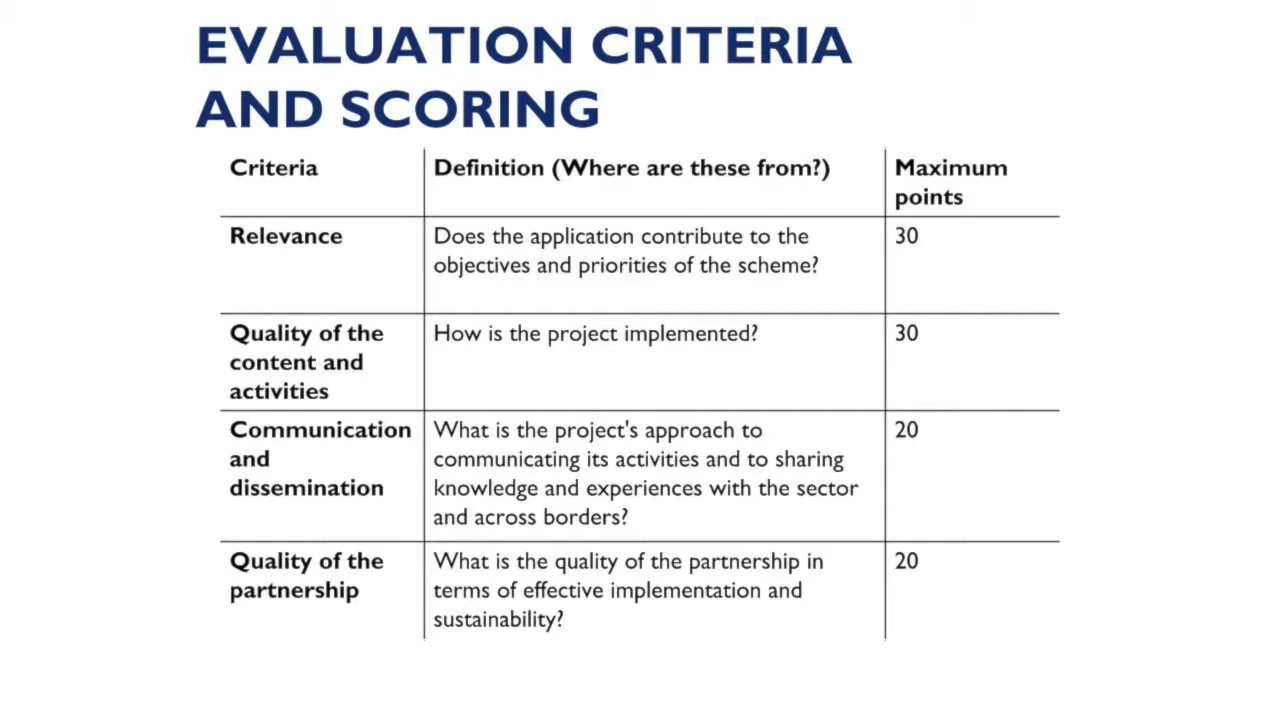 EVALUATION CRITERIA
AND SCORING
Criteria
Definition (Where are these from?)
Maximum
points
Relevance
Does the application contribute to the
objectives and priorities of the scheme?
30
Quality of the
content and
activities
How is the project implemented?
30
Communication
and
dissemination
What is the project's approach to
communicating its activities and to sharing
knowledge and experiences with the sector
and across borders?
20
Quality of the
partnership
What is the quality of the partnership in
terms of effective implementation and
sustainability?
20